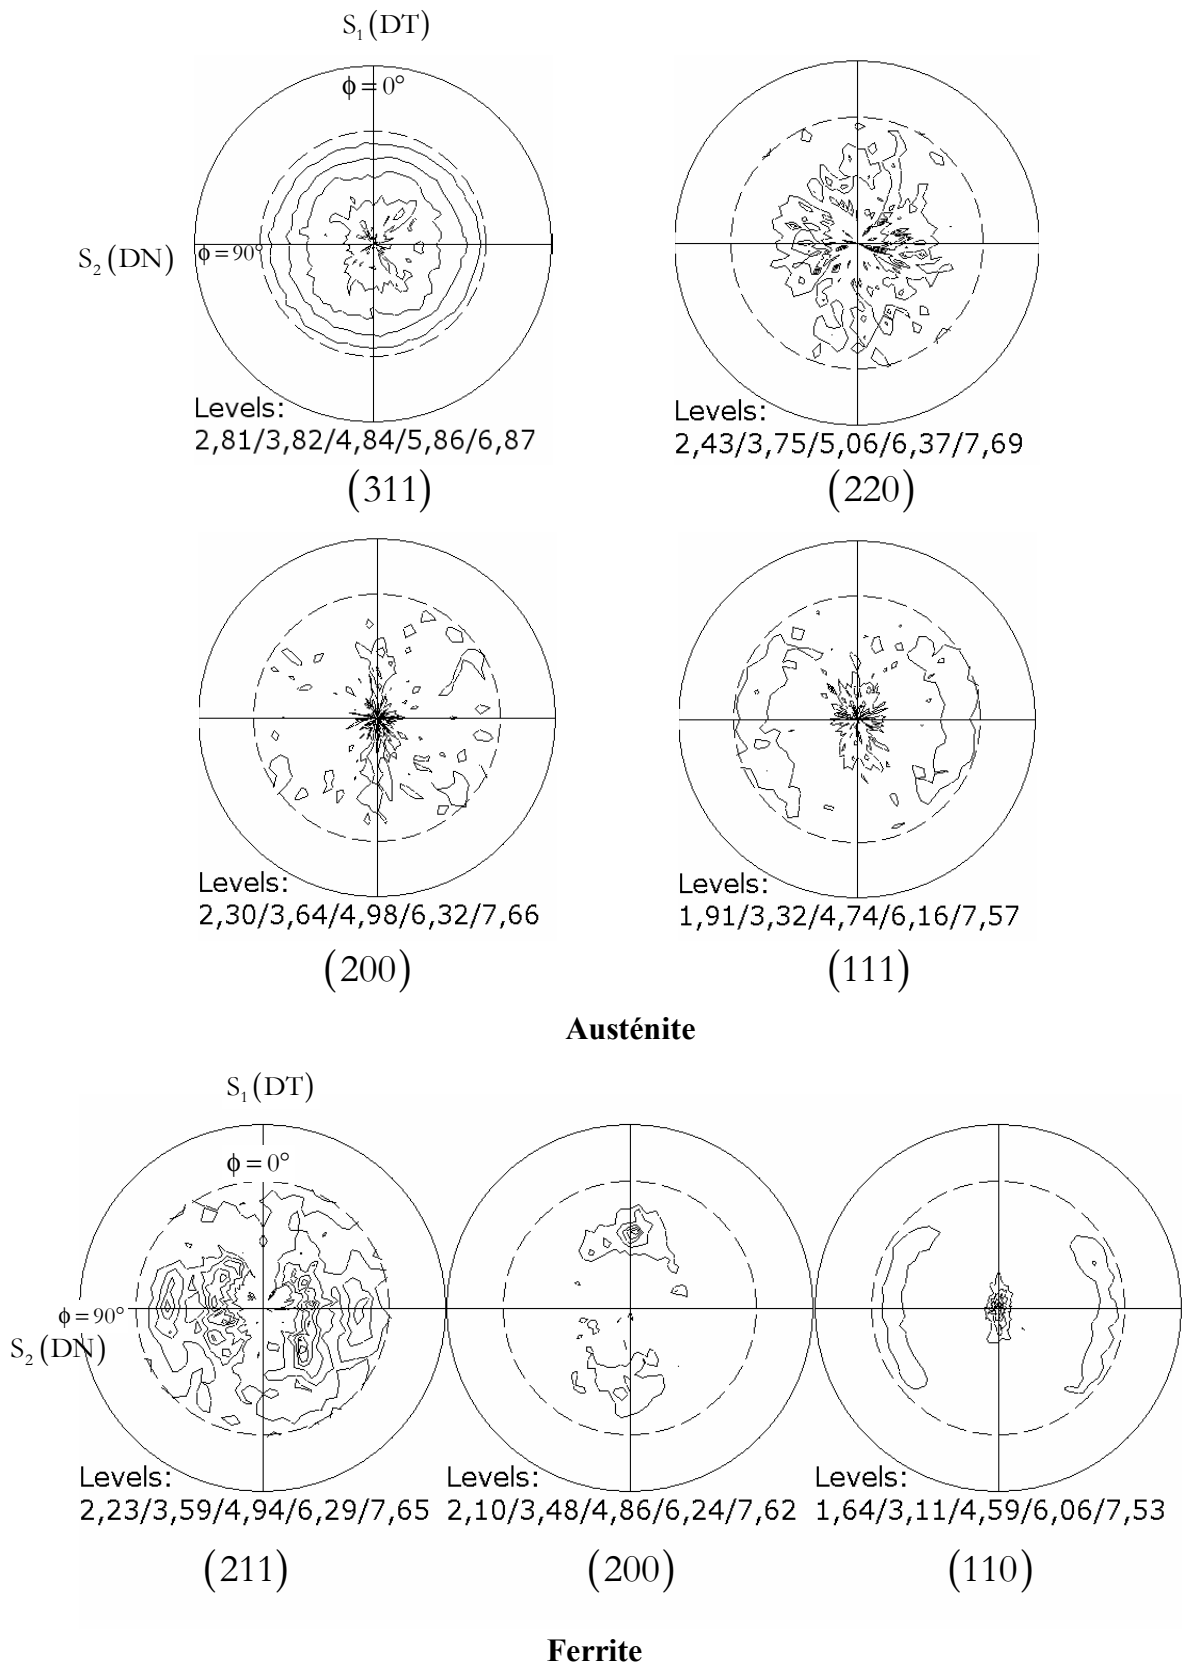 S₁(DT)
ϕ = 0°
S₂(DN)
ϕ = 90°
Levels:
2,81/3,82/4,84/5,86/6,87
(311)
Levels:
2,43/3,75/5,06/6,37/7,69
(220)
Levels:
2,30/3,64/4,98/6,32/7,66
(200)
Levels:
1,91/3,32/4,74/6,16/7,57
(111)
Austénite
S₁(DT)
ϕ = 0°
ϕ = 90°
S₂(DN)
Levels:
2,23/3,59/4,94/6,29/7,65
(211)
Levels:
2,10/3,48/4,86/6,24/7,62
(200)
Levels:
1,64/3,11/4,59/6,06/7,53
(110)
Ferrite